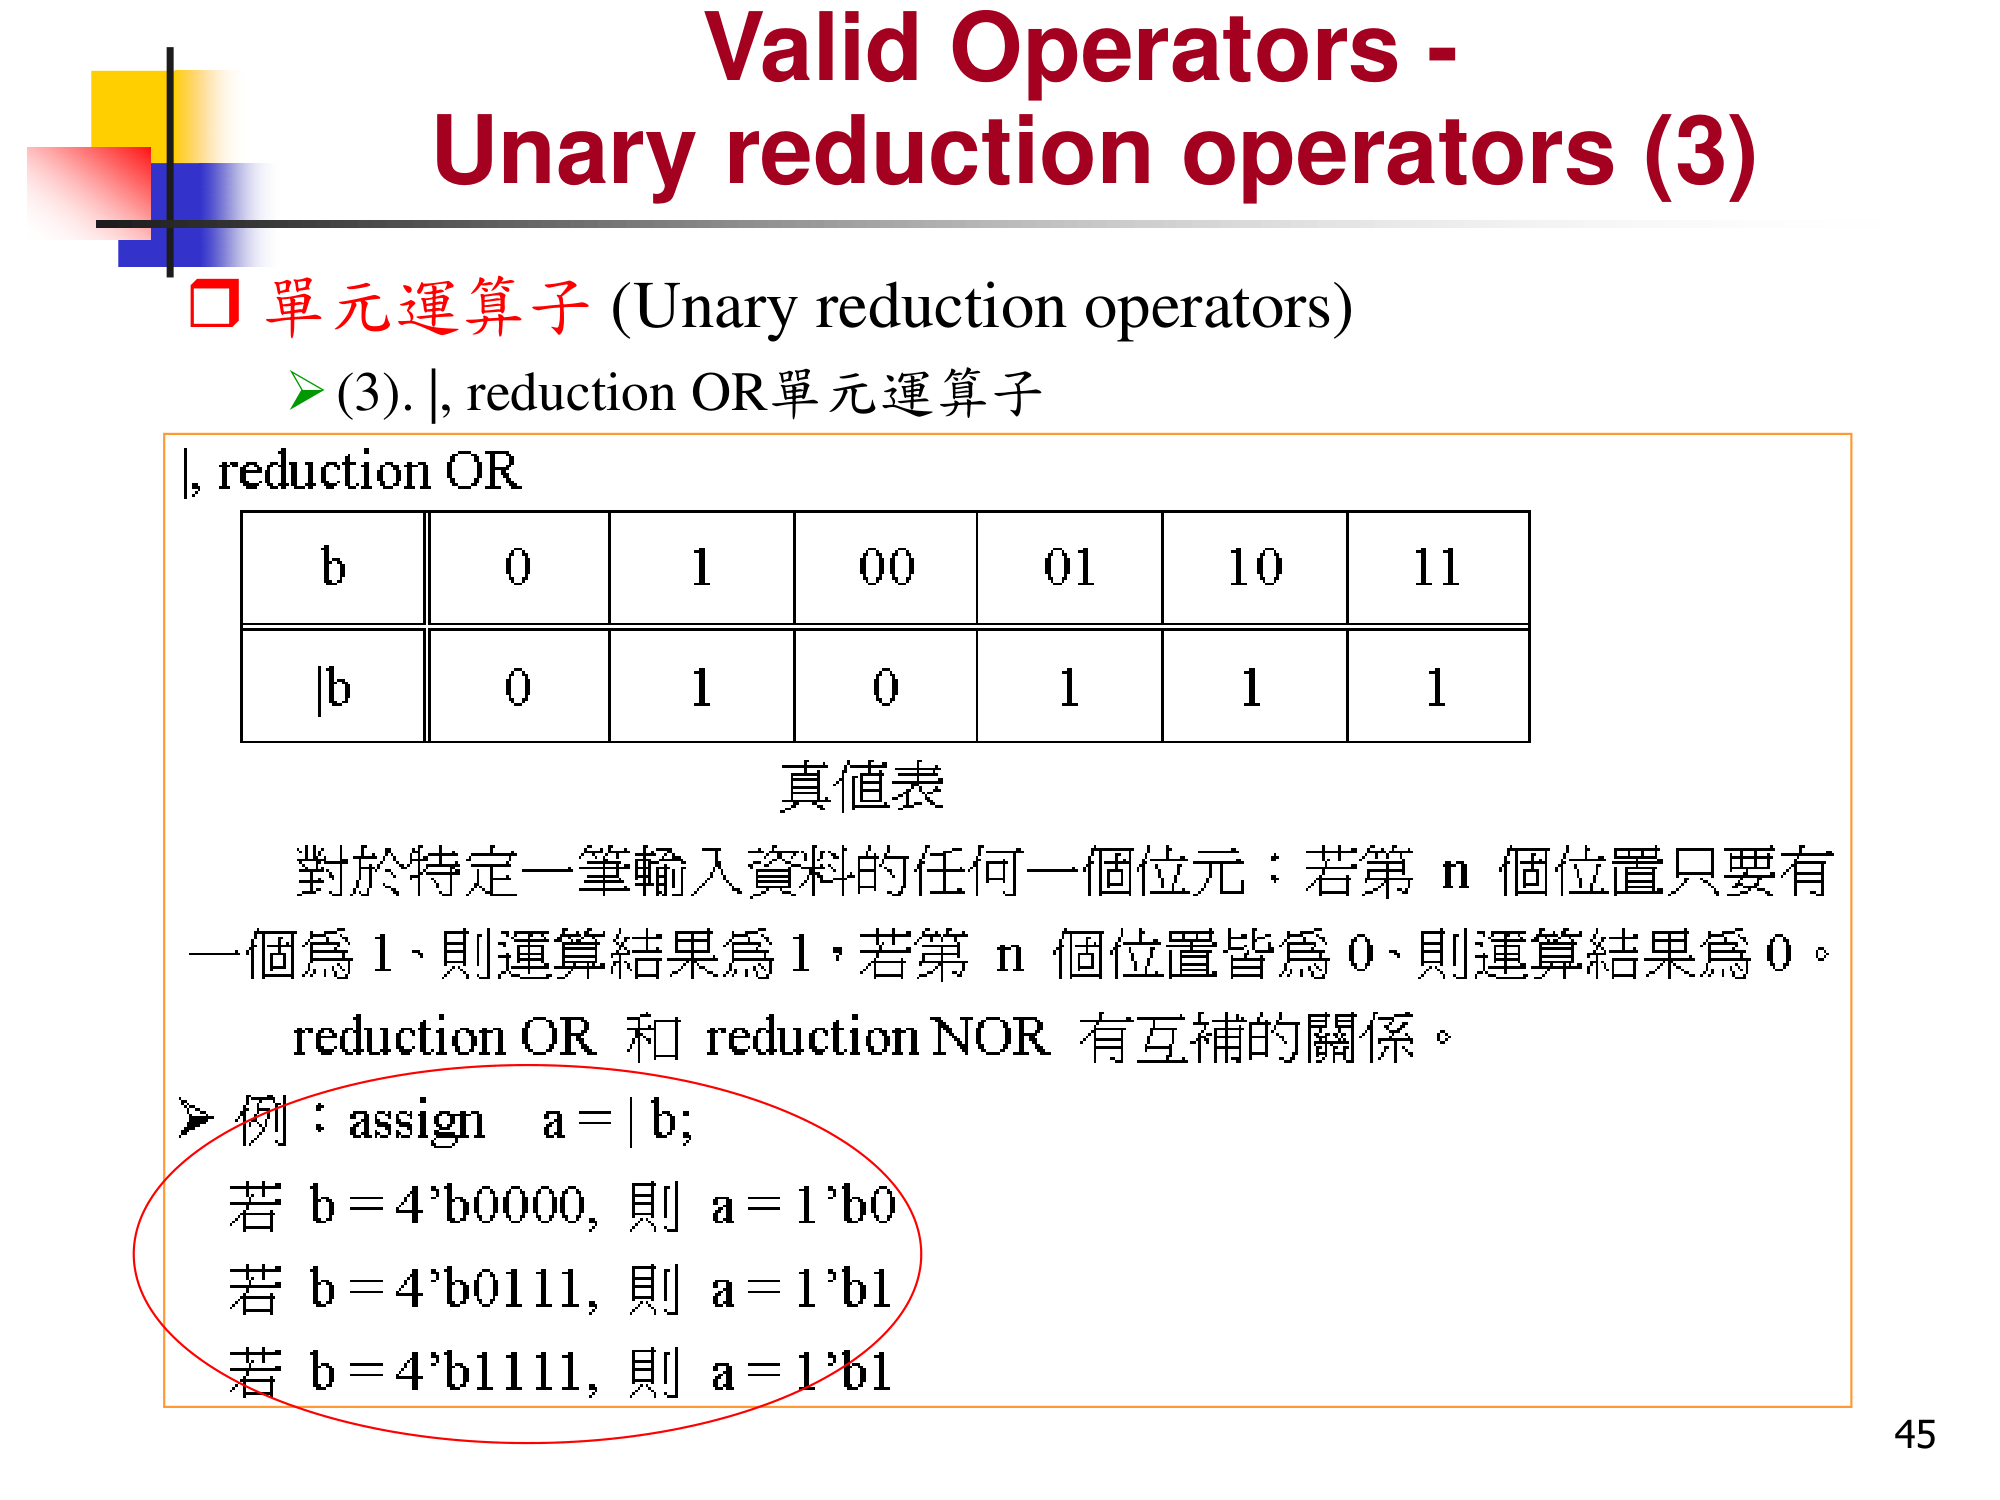 Valid Operators -
Unary reduction operators (3)
單元運算子 (Unary reduction operators)
(3). |, reduction OR單元運算子
|, reduction OR
b 0 1 00 01 10 11
|b 0 1 0 1 1 1
真值表
對於特定一筆輸入資料的任何一個位元：若第 n 個位置只要有
一個為 1、則運算結果為 1，若第 n 個位置皆為 0、則運算結果為 0。
reduction OR 和 reduction NOR 有互補的關係。
例：assign a = | b;
若 b = 4’b0000, 則 a = 1’b0
若 b = 4’b0111, 則 a = 1’b1
若 b = 4’b1111, 則 a = 1’b1
45